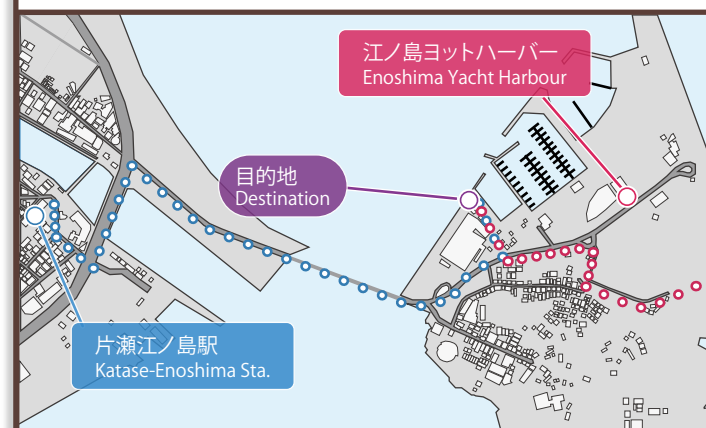 江ノ島ヨットハーバー
Enoshima Yacht Harbour
目的地
Destination
片瀬江ノ島駅
Katase-Enoshima Sta.